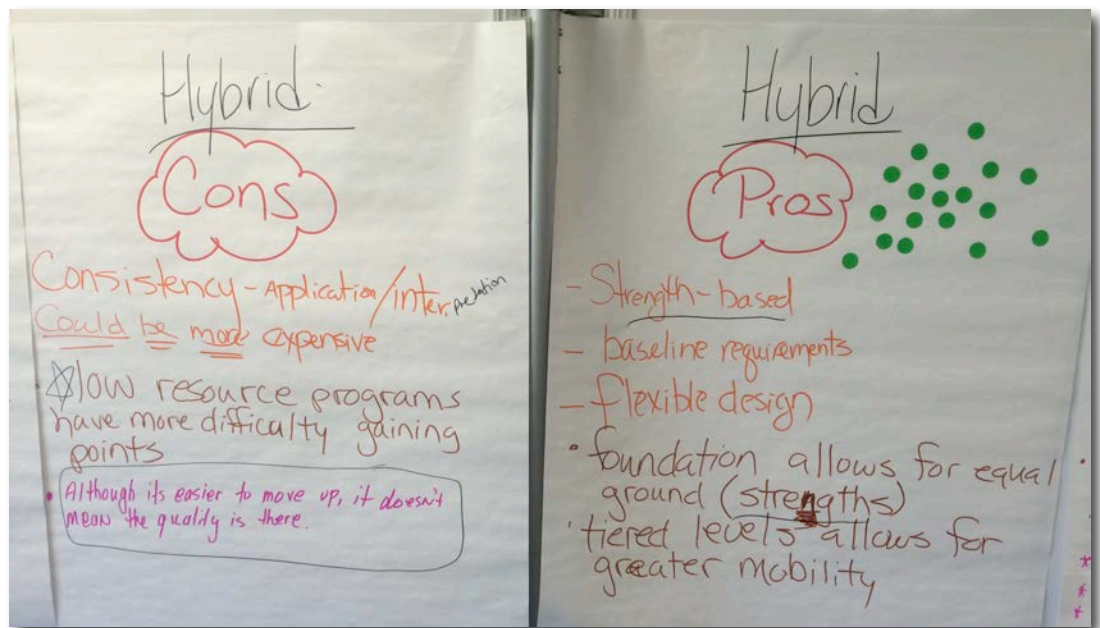 Hybrid
Cons
Consistency - Application/inter.pretation
Could be more expensive
low resource programs
have more difficulty gaining
points
• Although its easier to move up, it doesn't
mean the quality is there.
Hybrid
Pros
- Strength-based
- baseline requirements
- flexible design
• foundation allows for equal
ground (strengths)
• tiered levels allows for
greater mobility